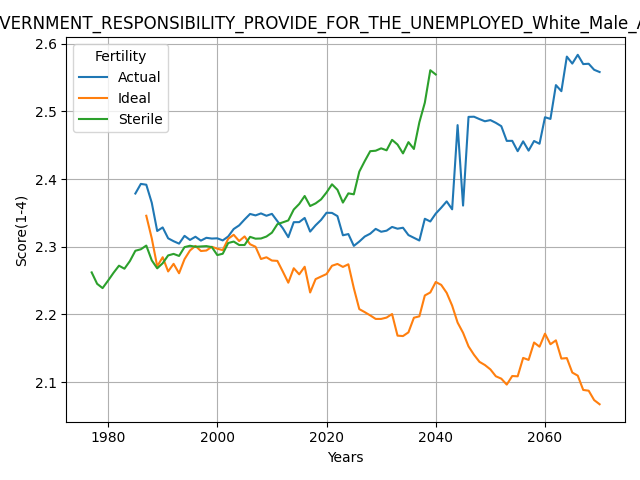 VERNMENT_RESPONSIBILITY_PROVIDE_FOR_THE_UNEMPLOYED_White_Male_A
Fertility
Actual
Ideal
Sterile
Score(1-4)
2.6
2.5
2.4
2.3
2.2
2.1
1980 2000 2020 2040 2060
Years